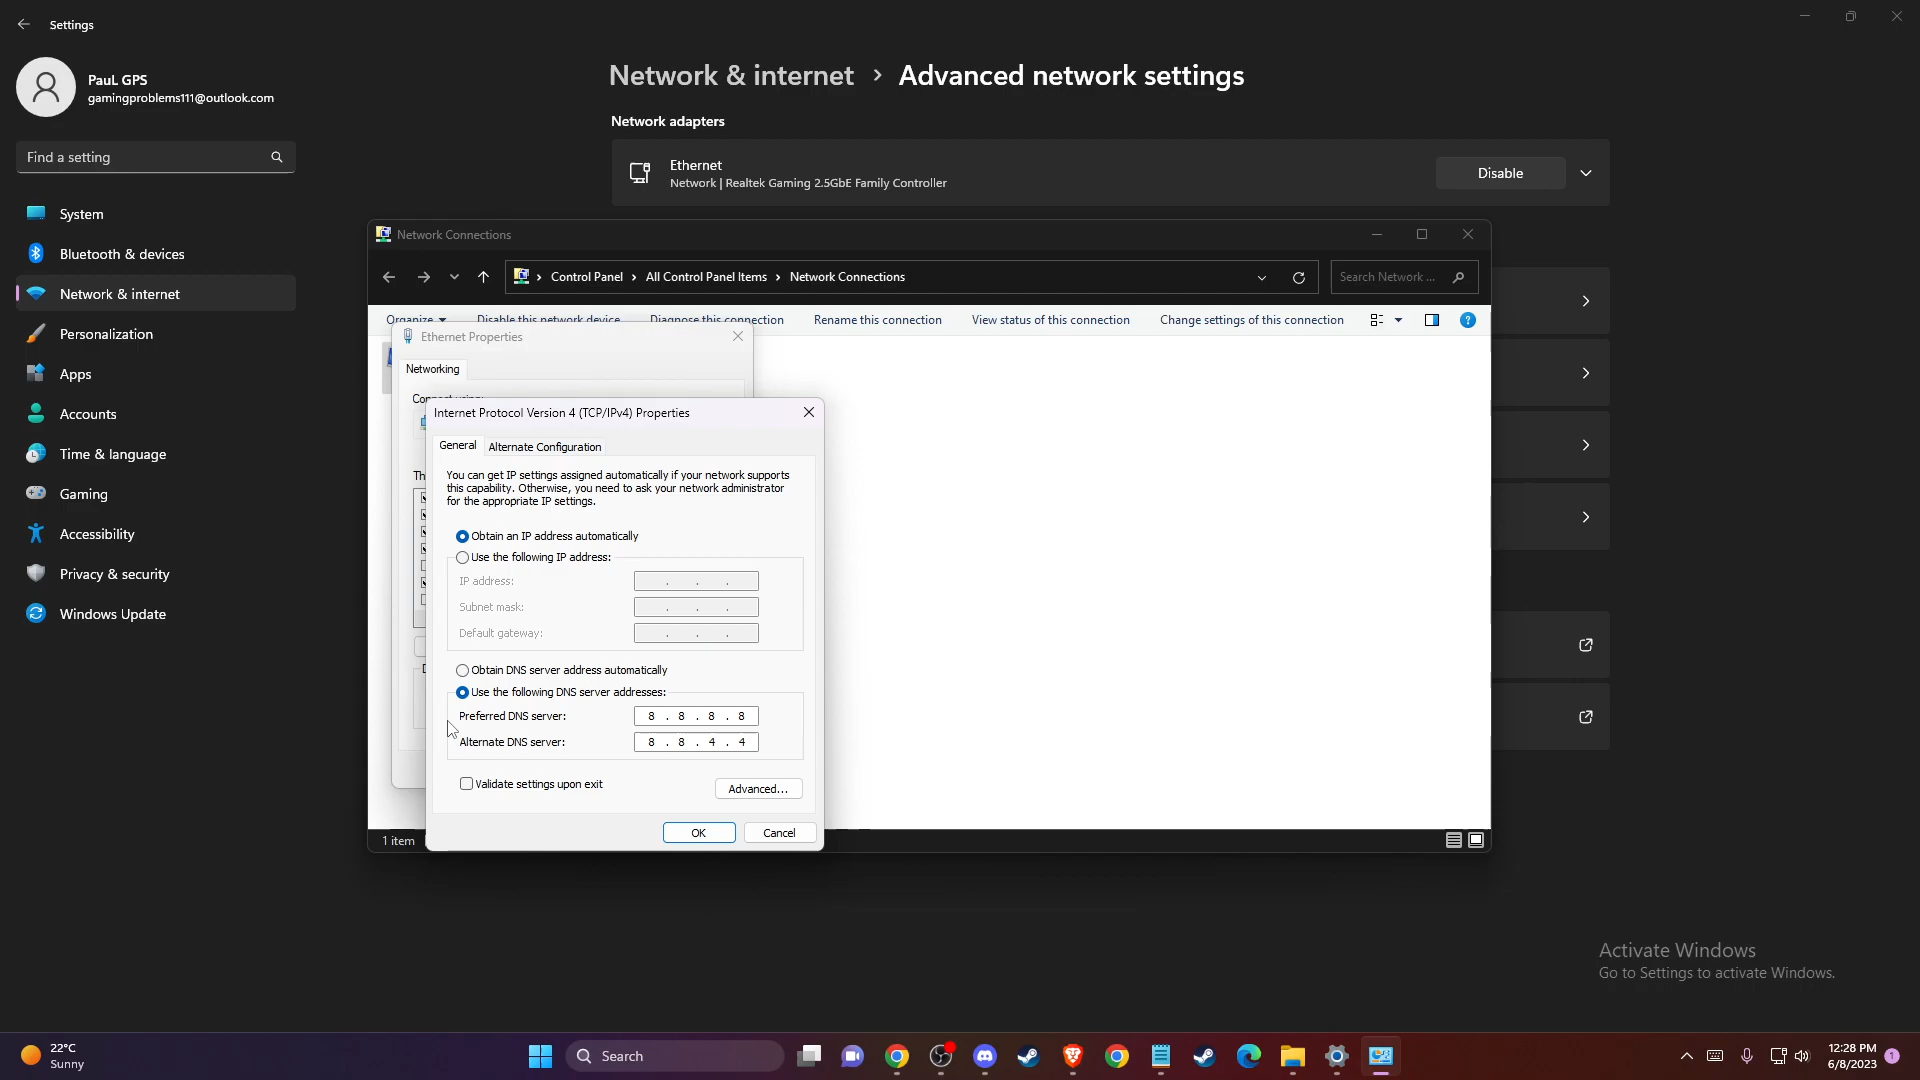 Settings
PauL GPS
gamingproblems111@outlook.com
Find a setting
System
Bluetooth & devices
Network & internet
Personalization
Apps
Accounts
Time & language
Gaming
Accessibility
Privacy & security
Windows Update
Network & internet > Advanced network settings
Network adapters
Ethernet
Network | Realtek Gaming 2.5GbE Family Controller
Disable
Network Connections
Control Panel > All Control Panel Items > Network Connections
Search Network ...
Organize Disable this network device Diagnose this connection Rename this connection View status of this connection Change settings of this connection
Ethernet Properties
Networking
Internet Protocol Version 4 (TCP/IPv4) Properties
General Alternate Configuration
You can get IP settings assigned automatically if your network supports
this capability. Otherwise, you need to ask your network administrator
for the appropriate IP settings.
Obtain an IP address automatically
Use the following IP address:
IP address: . . .
Subnet mask: . . .
Default gateway: . . .
Obtain DNS server address automatically
Use the following DNS server addresses:
Preferred DNS server: 8 . 8 . 8 . 8
Alternate DNS server: 8 . 8 . 4 . 4
Validate settings upon exit
Advanced...
OK Cancel
1 item
Activate Windows
Go to Settings to activate Windows.
22°C
Sunny
Search
12:28 PM
6/8/2023
1